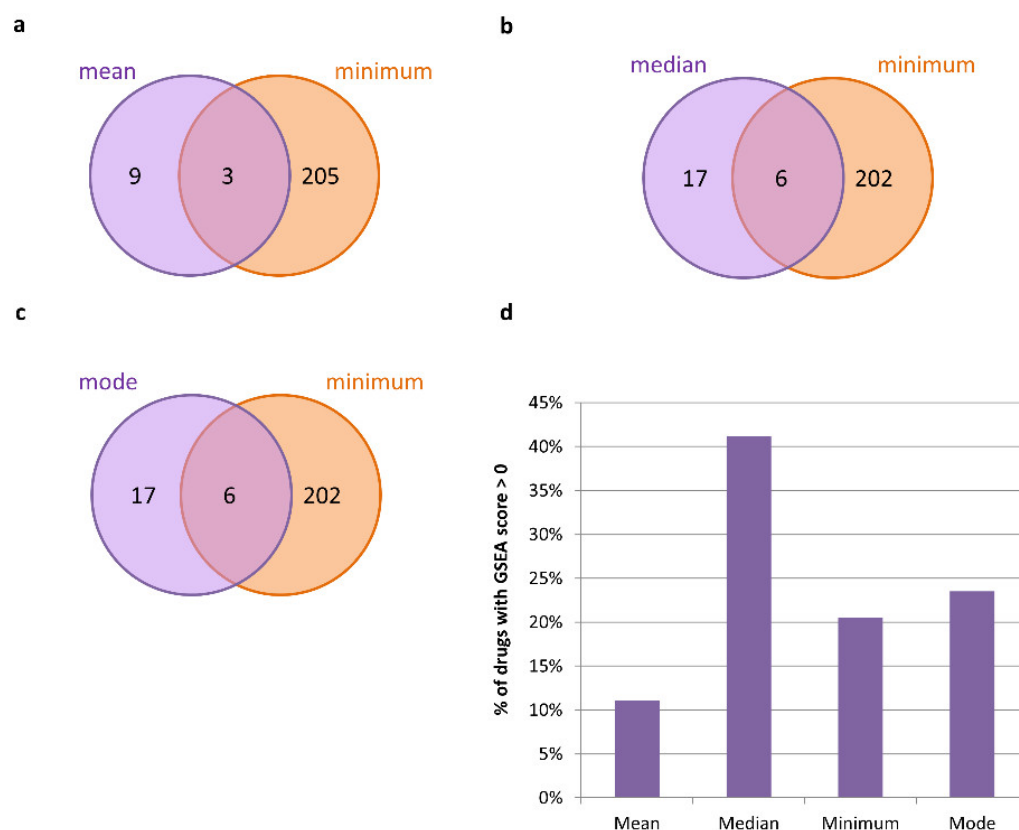 a
mean
minimum
9
3
205
b
median
minimum
17
6
202
c
mode
minimum
17
6
202
d
% of drugs with GSEA score > 0
45%
40%
35%
30%
25%
20%
15%
10%
5%
0%
Mean Median Minimum Mode